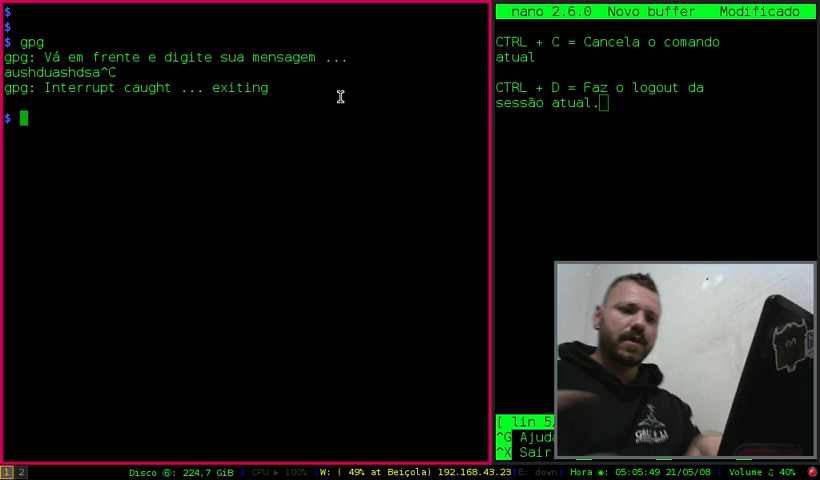 $
$
$ gpg
gpg: Vá em frente e digite sua mensagem ...
aushduashdsa^C
gpg: Interrupt caught ... exiting
$
nano 2.6.0 Novo buffer Modificado
CTRL + C = Cancela o comando
atual
CTRL + D = Faz o logout da
sessão atual.
[ lin 5
^G Ajud
^X Sair
1 2
Disco ⑥: 224,7 GiB | CPU ▶ 100% |W: ( 49% at Beiçola) 192.168.43.23|E: down| Hora ◉: 05:05:49 21/05/08 | Volume ♫ 40%